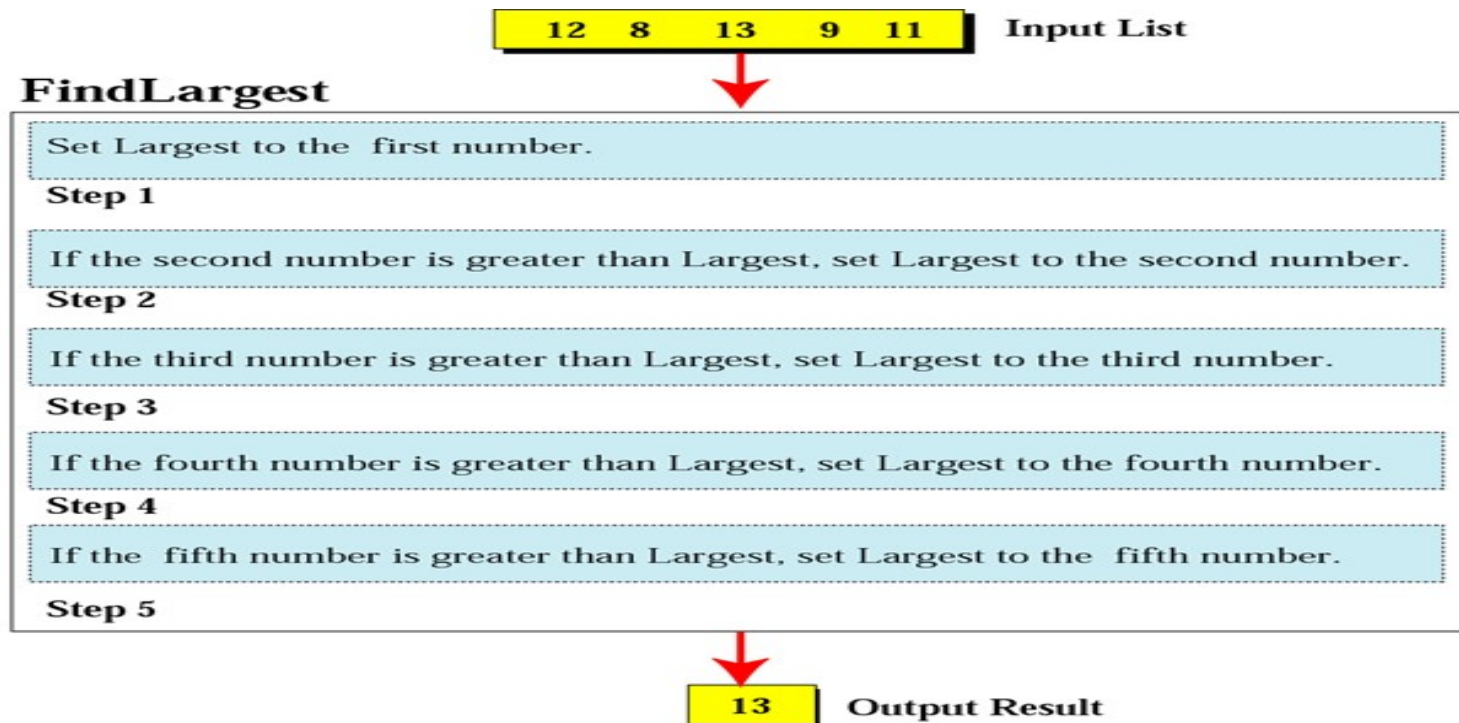 12 8 13 9 11 Input List
FindLargest
Set Largest to the first number.
Step 1
If the second number is greater than Largest, set Largest to the second number.
Step 2
If the third number is greater than Largest, set Largest to the third number.
Step 3
If the fourth number is greater than Largest, set Largest to the fourth number.
Step 4
If the fifth number is greater than Largest, set Largest to the fifth number.
Step 5
13 Output Result